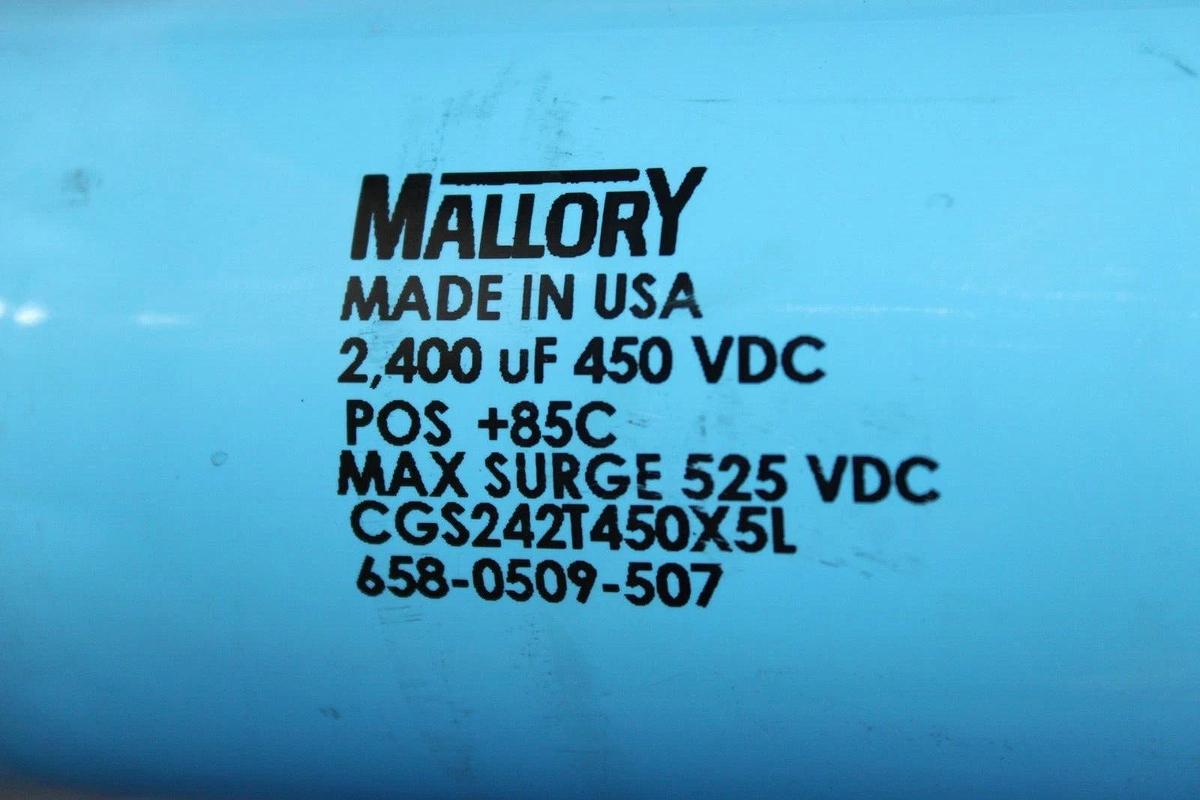 MALLORY
MADE IN USA
2,400 uF 450 VDC
POS +85C
MAX SURGE 525 VDC
CGS242T450X5L
658-0509-507